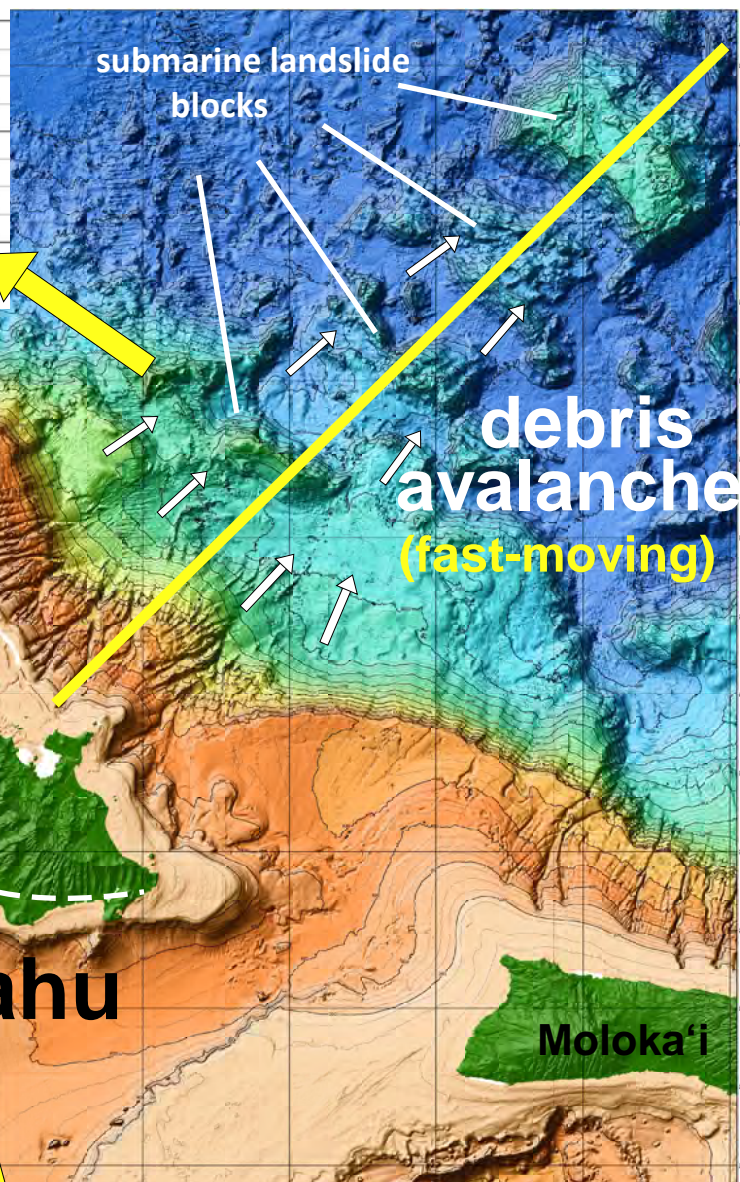 submarine landslide
blocks
debris
avalanche
(fast-moving)
ahu
Moloka‘i